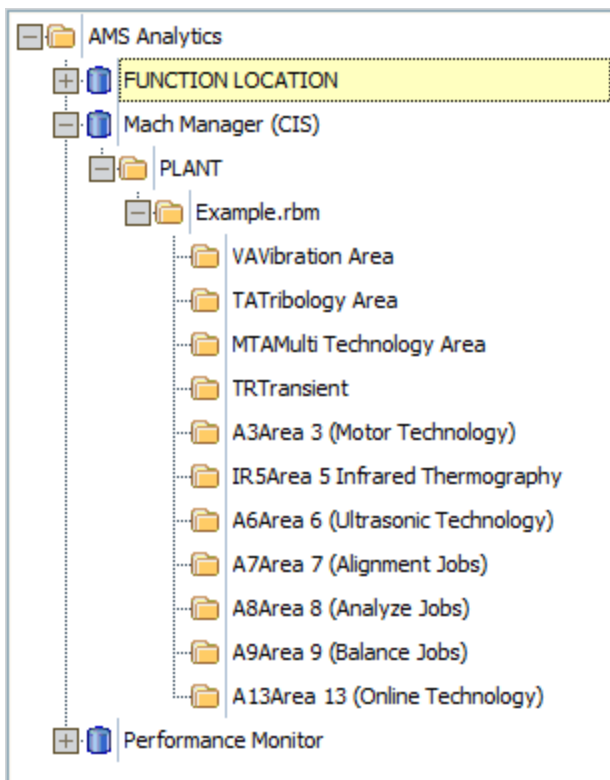 AMS Analytics
FUNCTION LOCATION
Mach Manager (CIS)
PLANT
Example.rbm
VAVibration Area
TATribology Area
MTAMulti Technology Area
TRTransient
A3Area 3 (Motor Technology)
IR5Area 5 Infrared Thermography
A6Area 6 (Ultrasonic Technology)
A7Area 7 (Alignment Jobs)
A8Area 8 (Analyze Jobs)
A9Area 9 (Balance Jobs)
A13Area 13 (Online Technology)
Performance Monitor